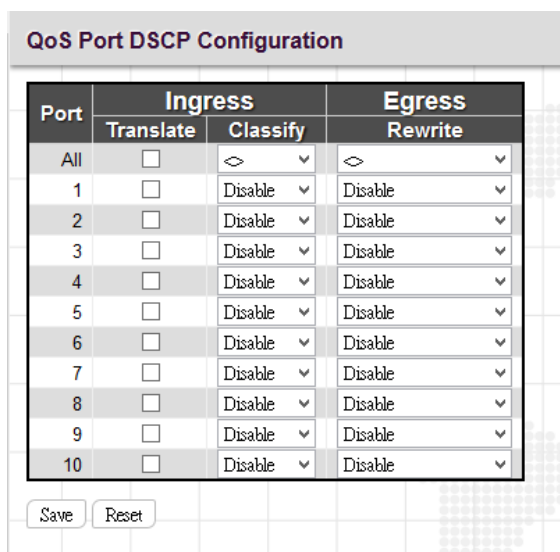 QoS Port DSCP Configuration
Port Ingress Egress
Translate Classify Rewrite
All <> <>
1 Disable Disable
2 Disable Disable
3 Disable Disable
4 Disable Disable
5 Disable Disable
6 Disable Disable
7 Disable Disable
8 Disable Disable
9 Disable Disable
10 Disable Disable
Save Reset